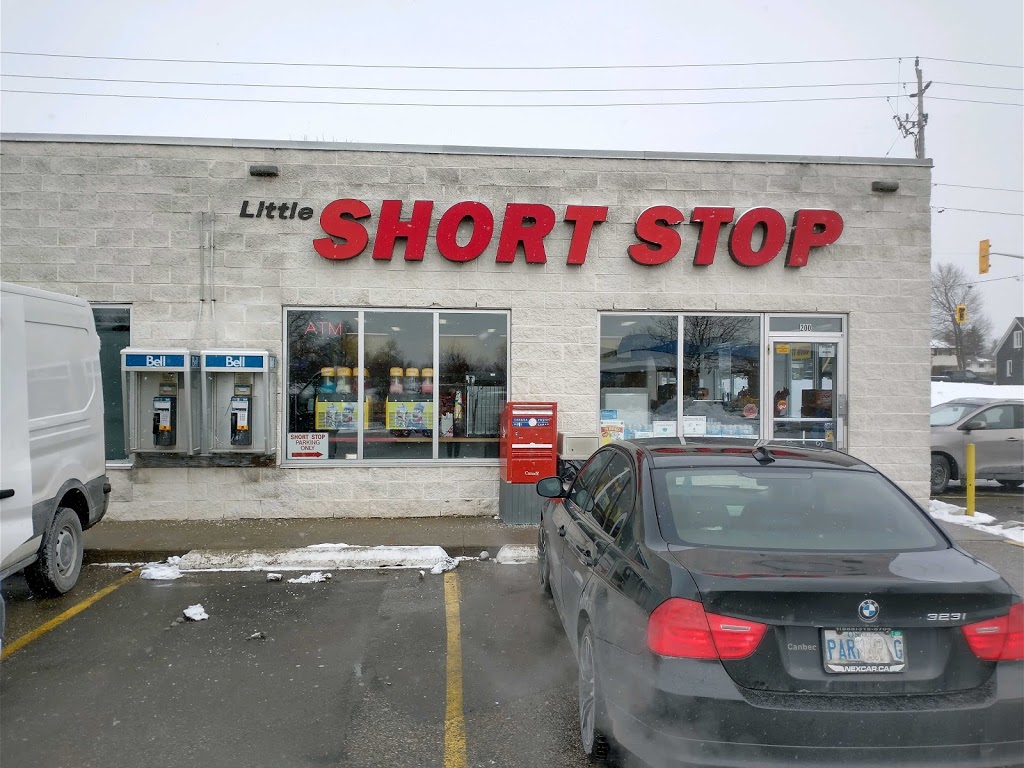 Little SHORT STOP
200
ATM
Bell Bell
SHORT STOP
PARKING
ONLY
Canada
323i
Canbec
NEXCAR.CA